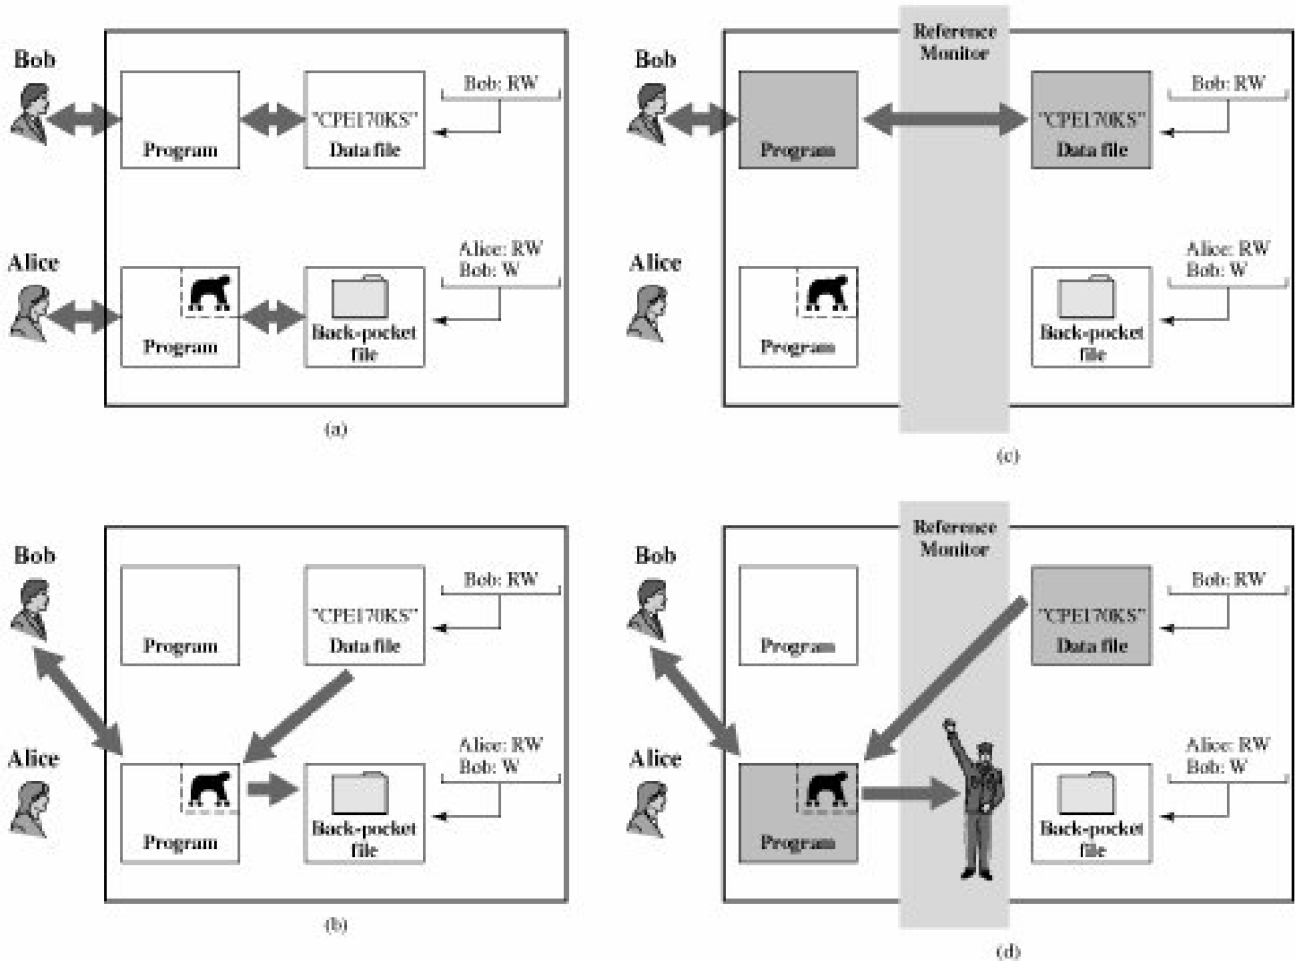 Bob
Program
"CPE170KS"
Data file
Bob: RW
Alice
Program
Back-pocket
file
Alice: RW
Bob: W
(a)
Reference
Monitor
Bob
Program
"CPE170KS"
Data file
Bob: RW
Alice
Program
Back-pocket
file
Alice: RW
Bob: W
(c)
Bob
Program
"CPE170KS"
Data file
Bob: RW
Alice
Program
Back-pocket
file
Alice: RW
Bob: W
(b)
Reference
Monitor
Bob
Program
"CPE170KS"
Data file
Bob: RW
Alice
Program
Back-pocket
file
Alice: RW
Bob: W
(d)